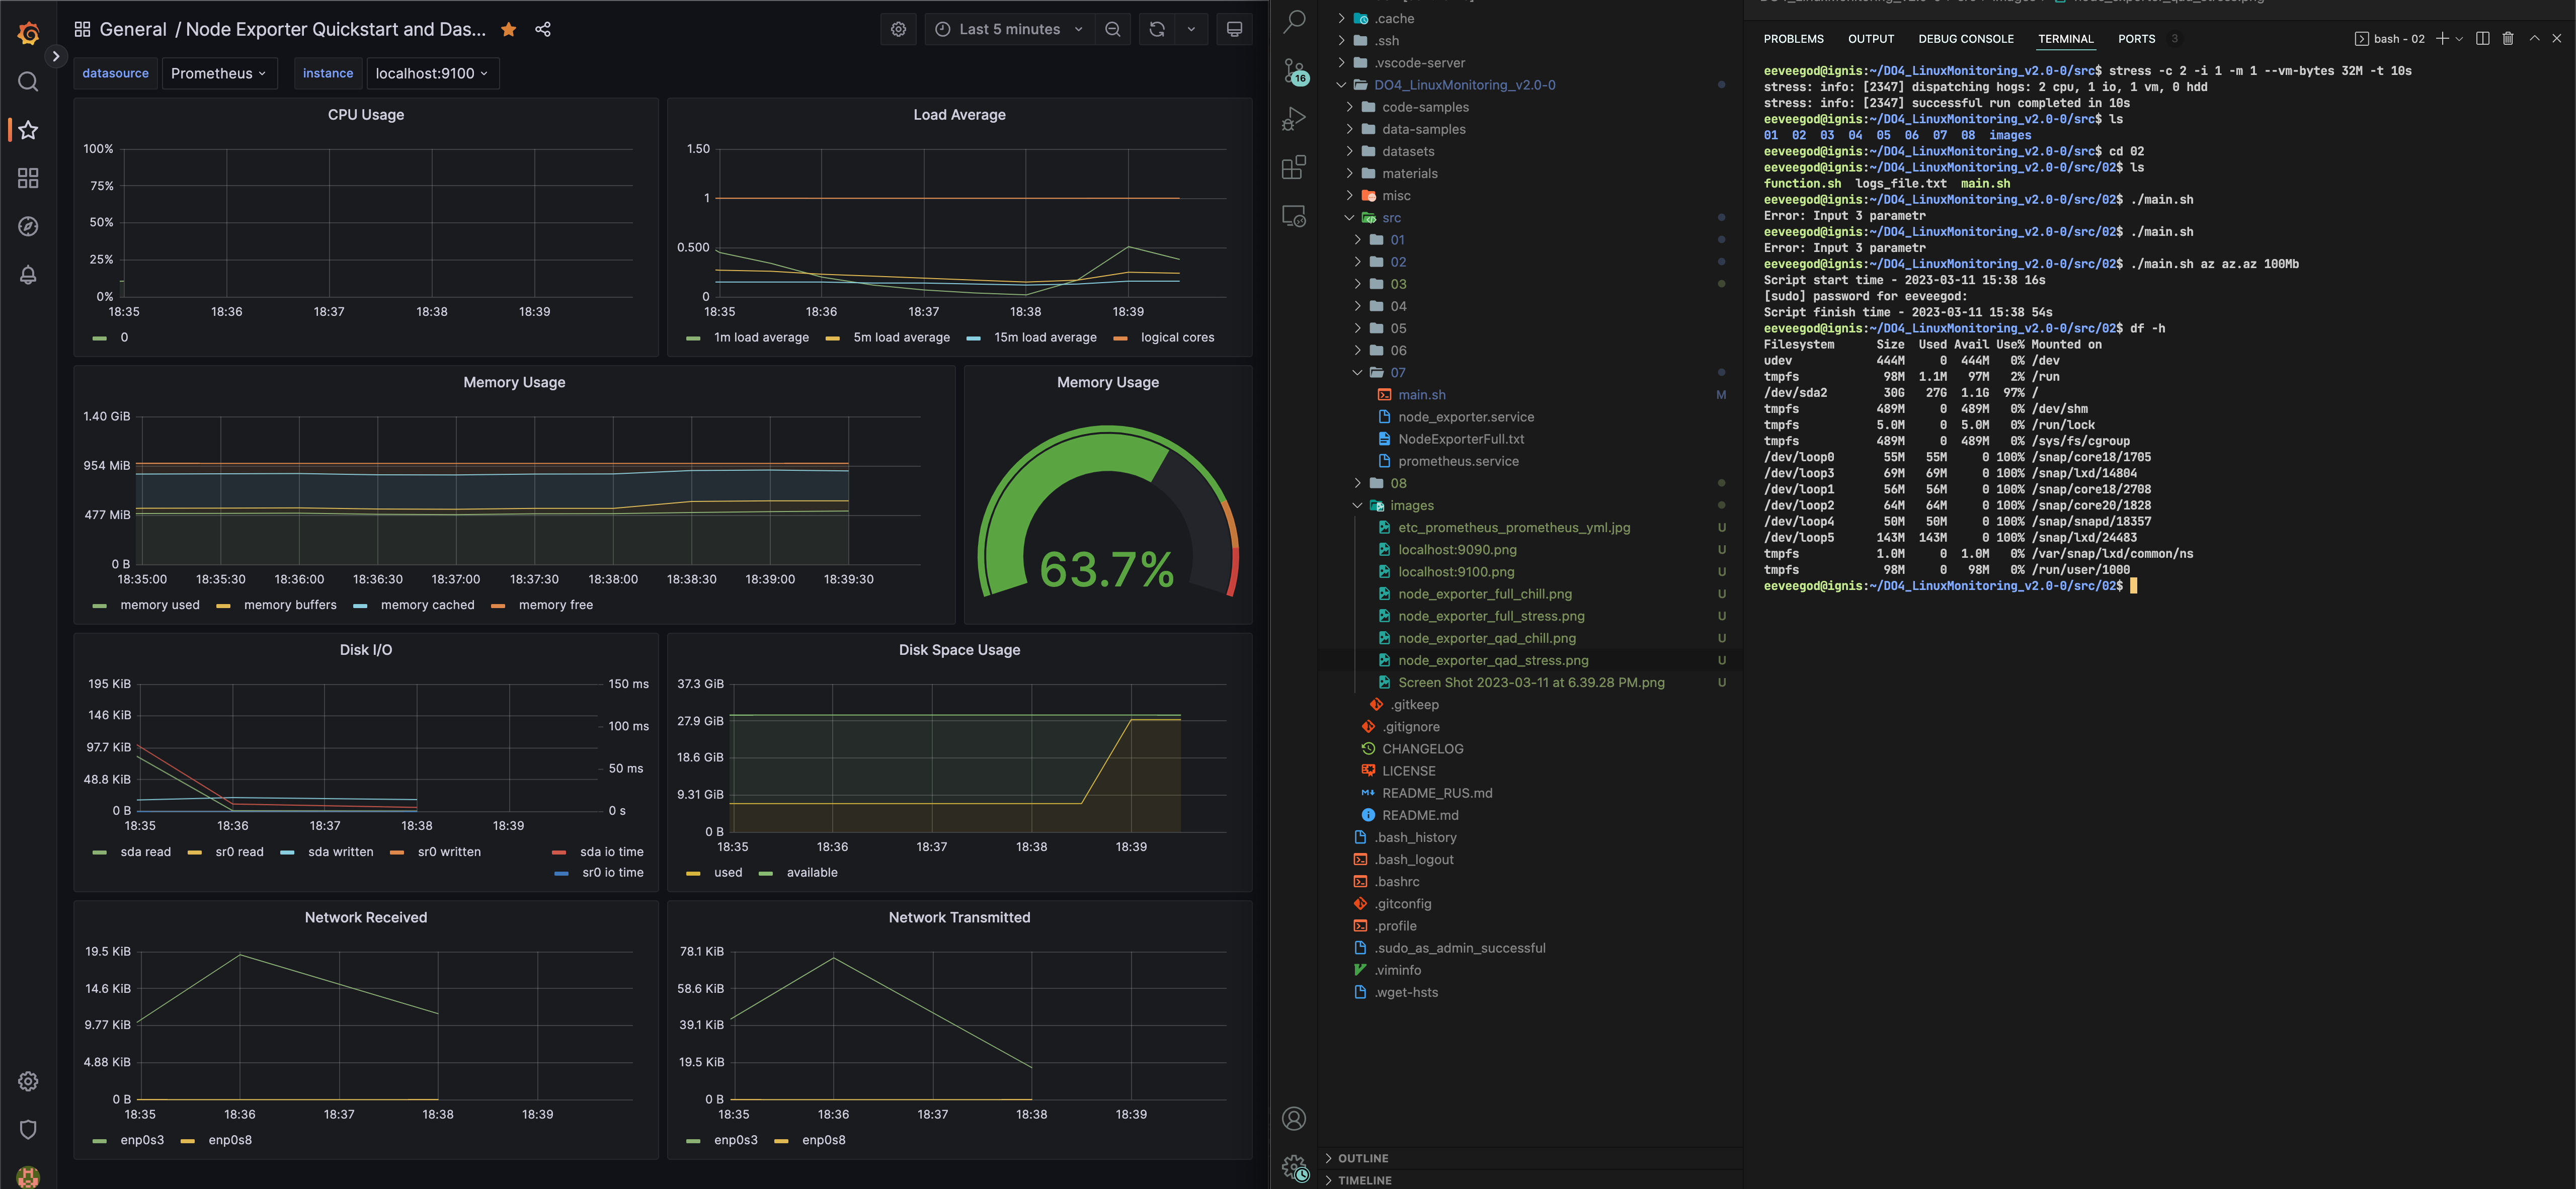 General / Node Exporter Quickstart and Das...
Last 5 minutes
datasource Prometheus instance localhost:9100
CPU Usage
100%
75%
50%
25%
0%
18:35 18:36 18:37 18:38 18:39
0
Load Average
1.50
1
0.500
0
18:35 18:36 18:37 18:38 18:39
1m load average 5m load average 15m load average logical cores
Memory Usage
1.40 GiB
954 MiB
477 MiB
0 B
18:35:00 18:35:30 18:36:00 18:36:30 18:37:00 18:37:30 18:38:00 18:38:30 18:39:00 18:39:30
memory used memory buffers memory cached memory free
Memory Usage
63.7%
Disk I/O
195 KiB 150 ms
146 KiB 100 ms
97.7 KiB
48.8 KiB 50 ms
0 B 0 s
18:35 18:36 18:37 18:38 18:39
sda read sr0 read sda written sr0 written sda io time
sr0 io time
Disk Space Usage
37.3 GiB
27.9 GiB
18.6 GiB
9.31 GiB
0 B
18:35 18:36 18:37 18:38 18:39
used available
Network Received
19.5 KiB
14.6 KiB
9.77 KiB
4.88 KiB
0 B
18:35 18:36 18:37 18:38 18:39
enp0s3 enp0s8
Network Transmitted
78.1 KiB
58.6 KiB
39.1 KiB
19.5 KiB
0 B
18:35 18:36 18:37 18:38 18:39
enp0s3 enp0s8
16
.cache
.ssh
.vscode-server
DO4_LinuxMonitoring_v2.0-0
code-samples
data-samples
datasets
materials
misc
src
01
02
03
04
05
06
07
main.sh M
node_exporter.service
NodeExporterFull.txt
prometheus.service
08
images
etc_prometheus_prometheus_yml.jpg U
localhost:9090.png U
localhost:9100.png U
node_exporter_full_chill.png U
node_exporter_full_stress.png U
node_exporter_qad_chill.png U
node_exporter_qad_stress.png U
Screen Shot 2023-03-11 at 6.39.28 PM.png U
.gitkeep
.gitignore
CHANGELOG
LICENSE
README_RUS.md
README.md
.bash_history
.bash_logout
.bashrc
.gitconfig
.profile
.sudo_as_admin_successful
.viminfo
.wget-hsts
OUTLINE
TIMELINE
PROBLEMS OUTPUT DEBUG CONSOLE TERMINAL PORTS 3 bash - 02
eeveegod@ignis:~/DO4_LinuxMonitoring_v2.0-0/src$ stress -c 2 -i 1 -m 1 --vm-bytes 32M -t 10s
stress: info: [2347] dispatching hogs: 2 cpu, 1 io, 1 vm, 0 hdd
stress: info: [2347] successful run completed in 10s
eeveegod@ignis:~/DO4_LinuxMonitoring_v2.0-0/src$ ls
01 02 03 04 05 06 07 08 images
eeveegod@ignis:~/DO4_LinuxMonitoring_v2.0-0/src$ cd 02
eeveegod@ignis:~/DO4_LinuxMonitoring_v2.0-0/src/02$ ls
function.sh logs_file.txt main.sh
eeveegod@ignis:~/DO4_LinuxMonitoring_v2.0-0/src/02$ ./main.sh
Error: Input 3 parametr
eeveegod@ignis:~/DO4_LinuxMonitoring_v2.0-0/src/02$ ./main.sh
Error: Input 3 parametr
eeveegod@ignis:~/DO4_LinuxMonitoring_v2.0-0/src/02$ ./main.sh az az.az 100Mb
Script start time - 2023-03-11 15:38 16s
[sudo] password for eeveegod:
Script finish time - 2023-03-11 15:38 54s
eeveegod@ignis:~/DO4_LinuxMonitoring_v2.0-0/src/02$ df -h
Filesystem Size Used Avail Use% Mounted on
udev 444M 0 444M 0% /dev
tmpfs 98M 1.1M 97M 2% /run
/dev/sda2 30G 27G 1.1G 97% /
tmpfs 489M 0 489M 0% /dev/shm
tmpfs 5.0M 0 5.0M 0% /run/lock
tmpfs 489M 0 489M 0% /sys/fs/cgroup
/dev/loop0 55M 55M 0 100% /snap/core18/1705
/dev/loop3 69M 69M 0 100% /snap/lxd/14804
/dev/loop1 56M 56M 0 100% /snap/core18/2708
/dev/loop2 64M 64M 0 100% /snap/core20/1828
/dev/loop4 50M 50M 0 100% /snap/snapd/18357
/dev/loop5 143M 143M 0 100% /snap/lxd/24483
tmpfs 1.0M 0 1.0M 0% /var/snap/lxd/common/ns
tmpfs 98M 0 98M 0% /run/user/1000
eeveegod@ignis:~/DO4_LinuxMonitoring_v2.0-0/src/02$